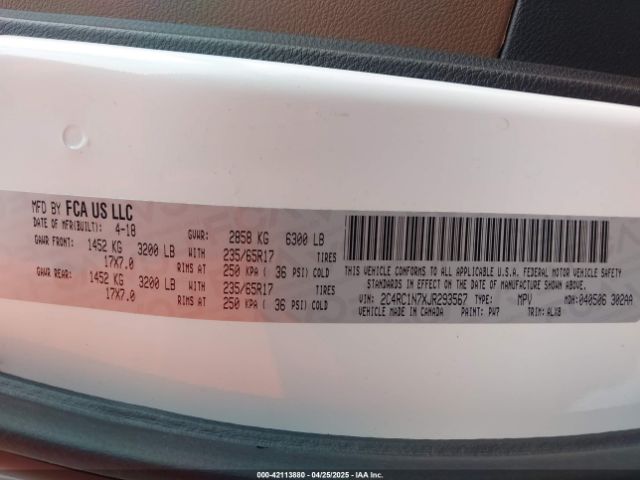 MFD BY FCA US LLC
DATE OF MFR(BUILT): 4-18 GVWR: 2858 KG 6300 LB
GAWR FRONT: 1452 KG 3200 LB WITH 235/65R17 TIRES
17X7.0 RIMS AT 250 KPA ( 36 PSI) COLD
GAWR REAR: 1452 KG 3200 LB WITH 235/65R17 TIRES
17X7.0 RIMS AT 250 KPA ( 36 PSI) COLD
THIS VEHICLE CONFORMS TO ALL APPLICABLE U.S.A. FEDERAL MOTOR VEHICLE SAFETY
STANDARDS IN EFFECT ON THE DATE OF MANUFACTURE SHOWN ABOVE.
VIN: 2C4RC1N7XJR293567 TYPE: MPV MDH: 040506 302AA
VEHICLE MADE IN CANADA PAINT: PW7 TRIM: ALX8
000-42113880 - 04/25/2025 - IAA Inc.